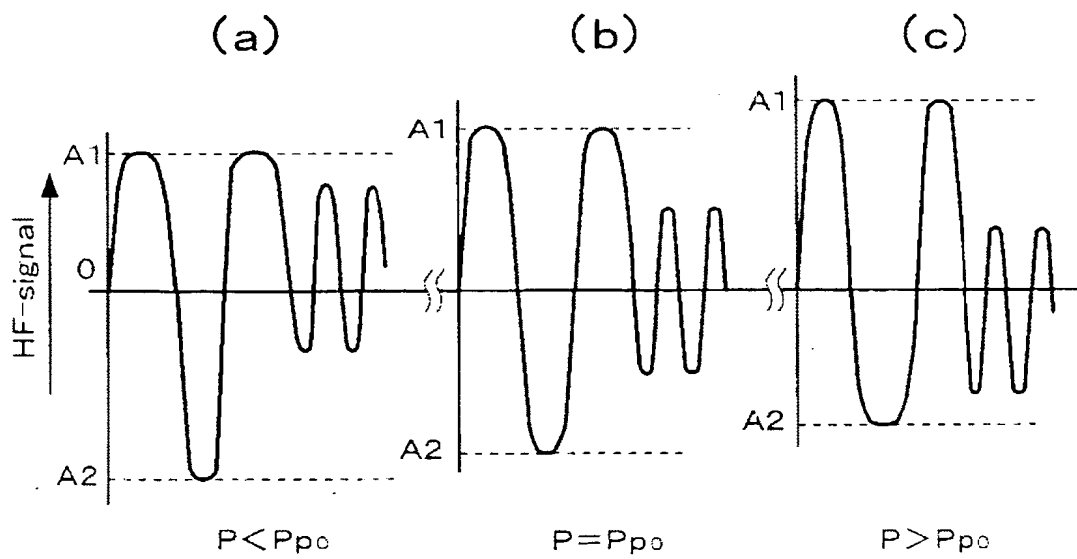 (a) (b) (c)
A1 A1 A1
HF-signal
0
A2 A2 A2
P<Ppo P=Ppo P>Ppo